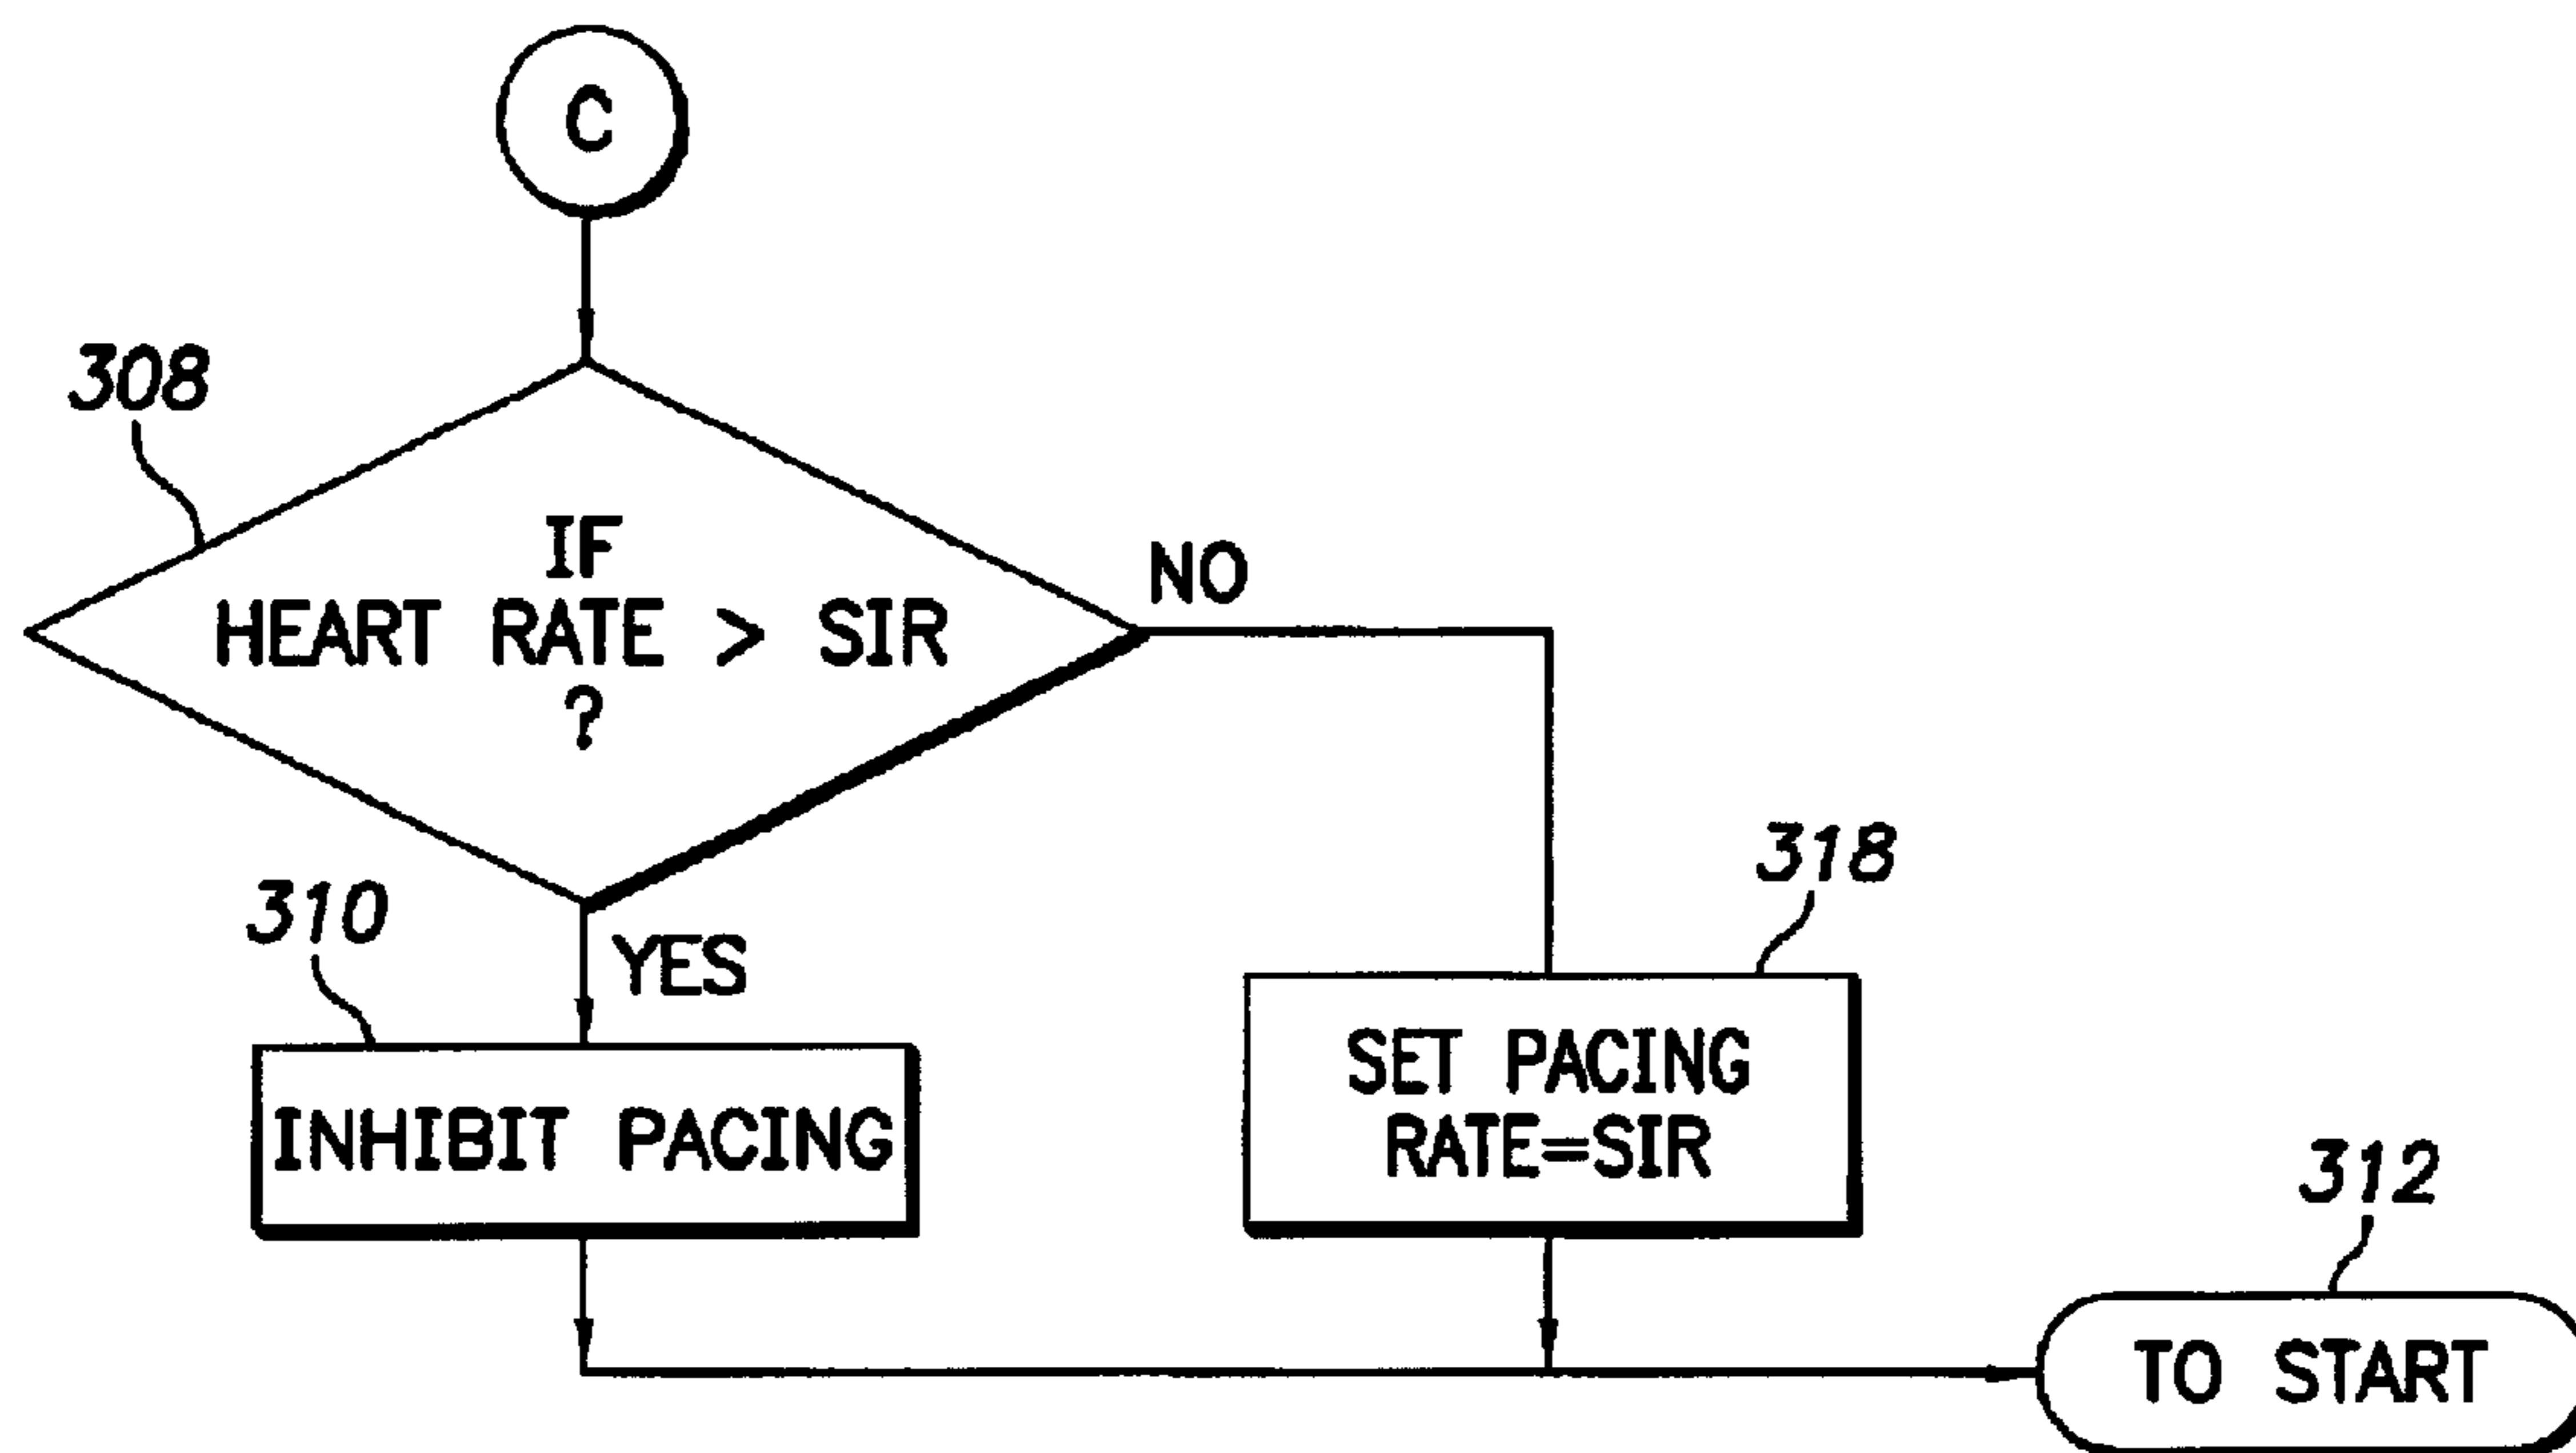 C
308
IF
HEART RATE > SIR
?
NO
YES
310
INHIBIT PACING
318
SET PACING
RATE=SIR
312
TO START